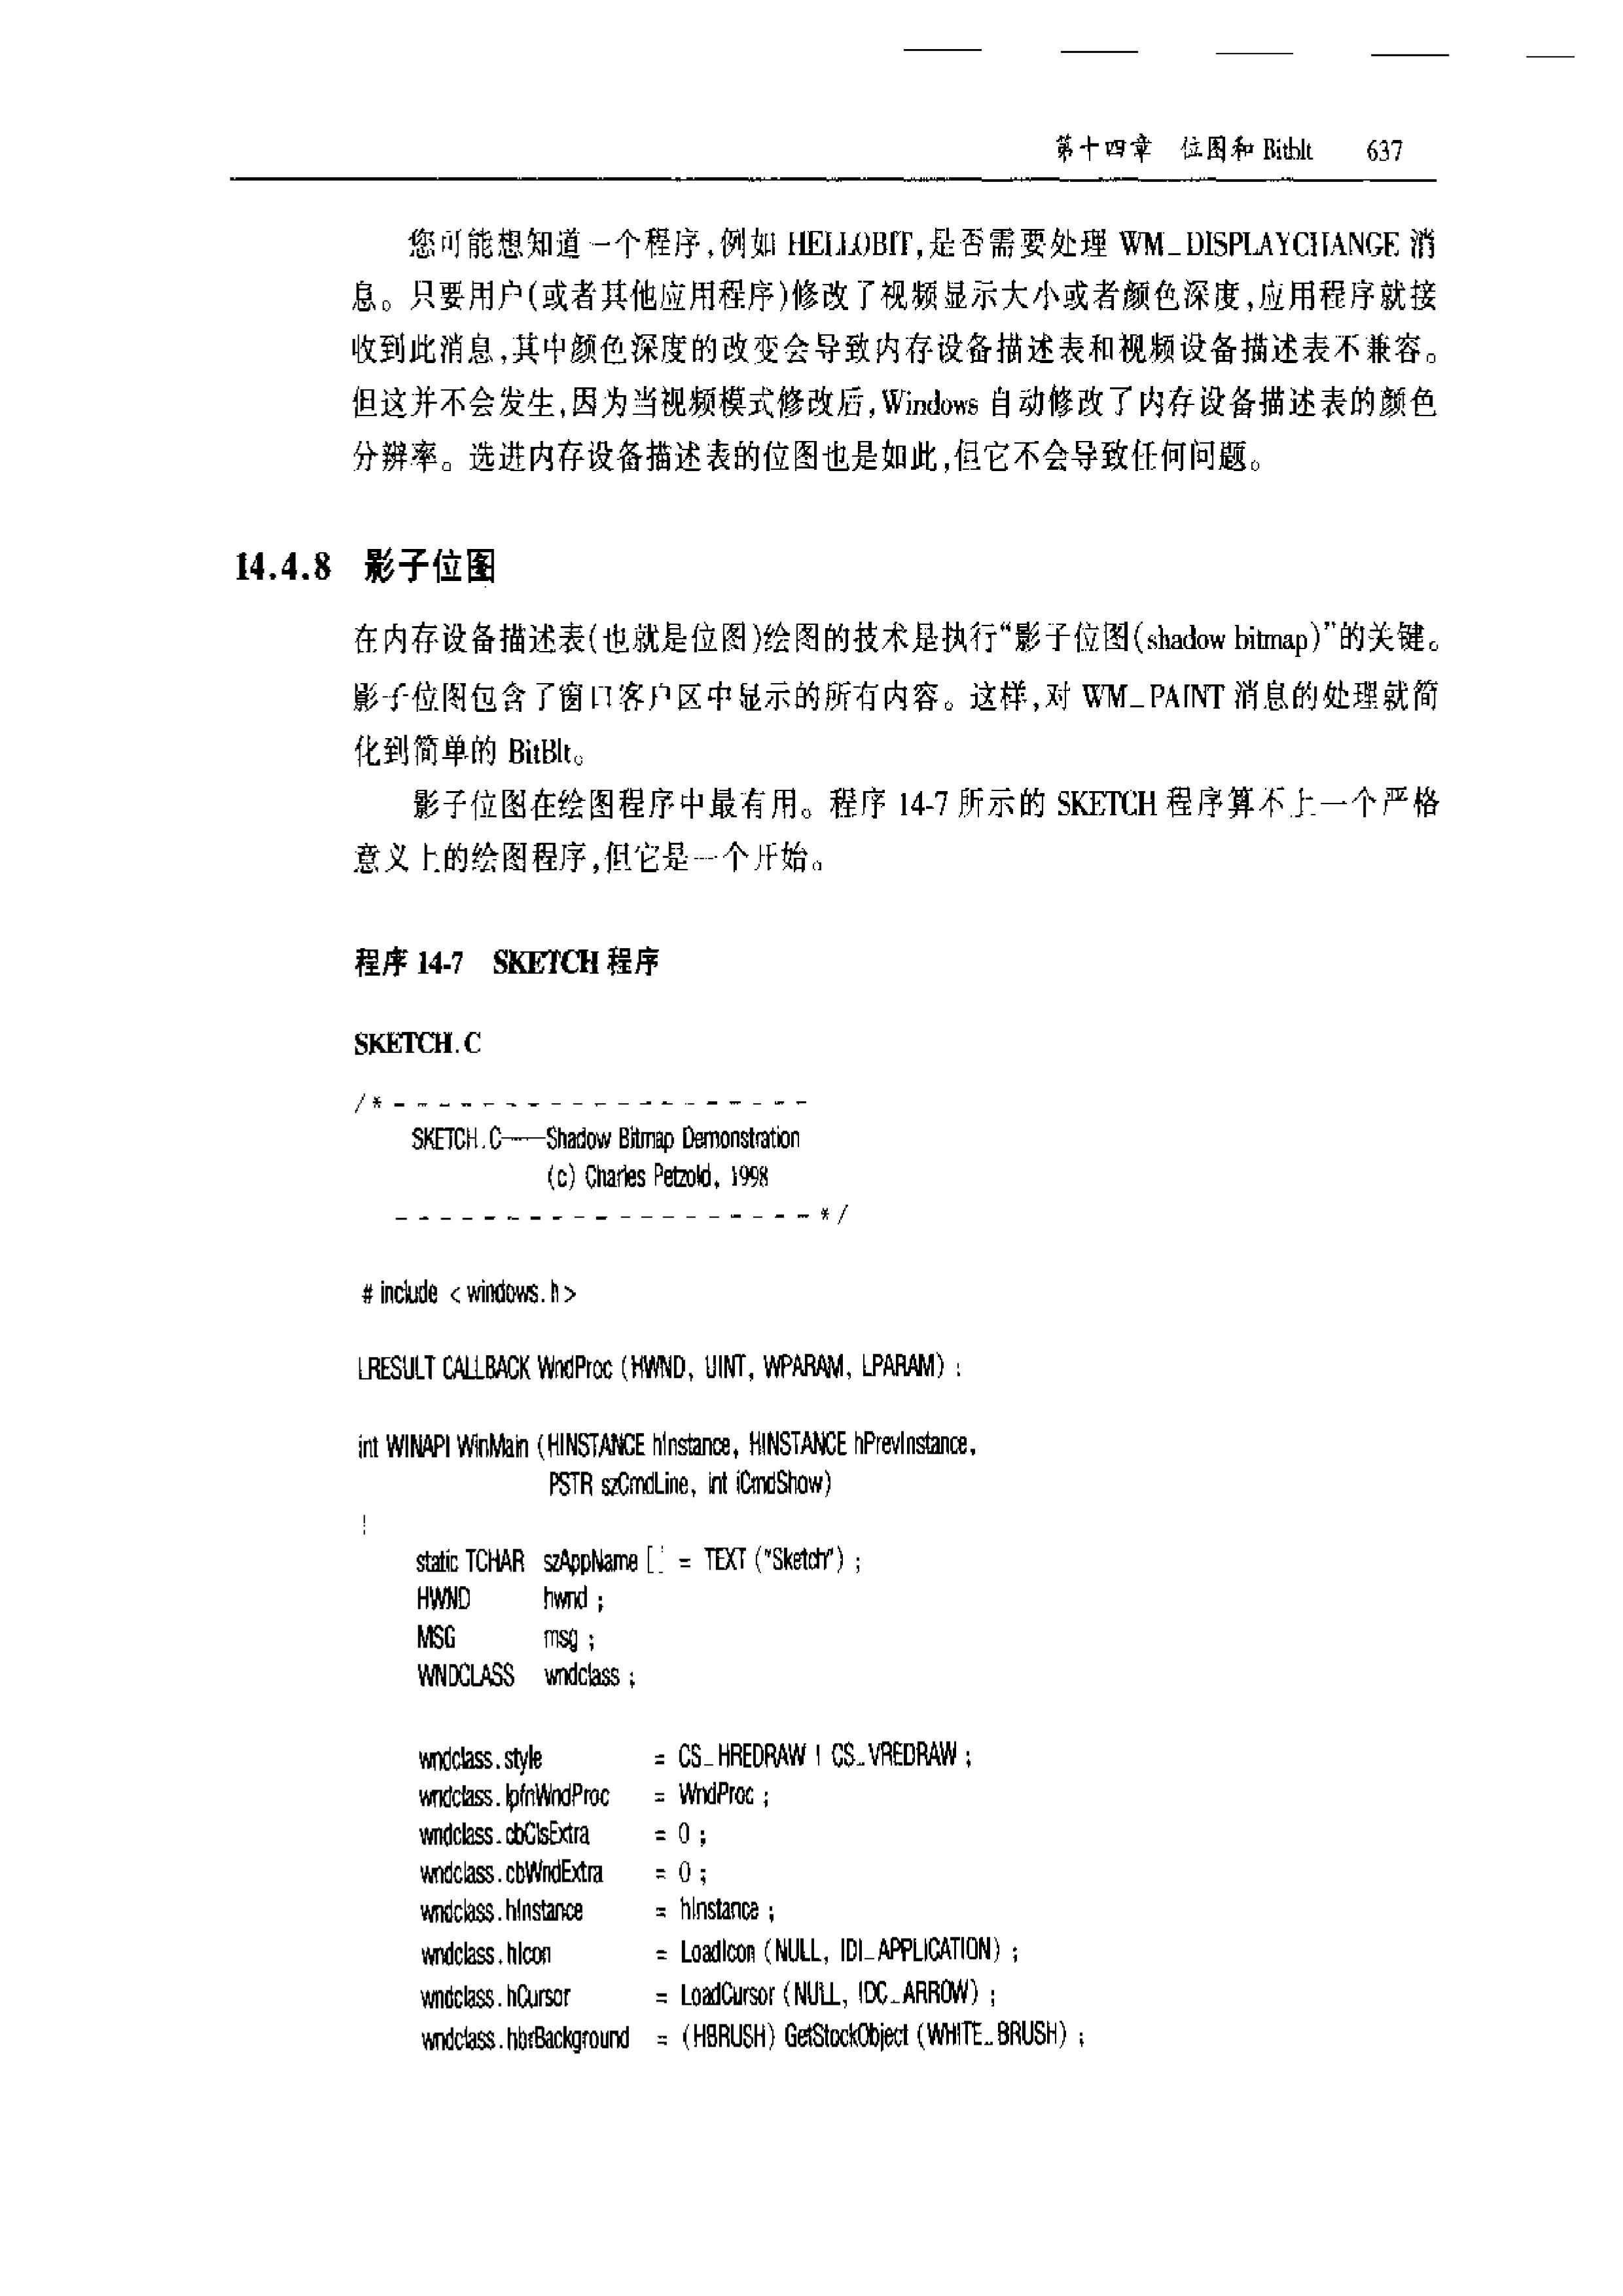 第十四章 位图和 Bitblt 637
您可能想知道一个程序,例如 HELLOBIT,是否需要处理 WM_DISPLAYCHANGE 消
息。只要用户(或者其他应用程序)修改了视频显示大小或者颜色深度,应用程序就接
收到此消息,其中颜色深度的改变会导致内存设备描述表和视频设备描述表不兼容。
但这并不会发生,因为当视频模式修改后,Windows 自动修改了内存设备描述表的颜色
分辨率。选进内存设备描述表的位图也是如此,但它不会导致任何问题。
14.4.8 影子位图
在内存设备描述表(也就是位图)绘图的技术是执行“影子位图(shadow bitmap)”的关键。
影子位图包含了窗口客户区中显示的所有内容。这样,对 WM_PAINT 消息的处理就简
化到简单的 BitBlt。
影子位图在绘图程序中最有用。程序 14-7 所示的 SKETCH 程序算不上一个严格
意义上的绘图程序,但它是一个开始。
程序 14-7 SKETCH 程序
SKETCH.C
/* - - - - - - - - - - - - - - - - - - -
SKETCH.C——Shadow Bitmap Demonstration
(c) Charles Petzold, 1998
- - - - - - - - - - - - - - - - - - - */
# include < windows.h >
LRESULT CALLBACK WndProc (HWND, UINT, WPARAM, LPARAM) ;
int WINAPI WinMain (HINSTANCE hInstance, HINSTANCE hPrevInstance,
PSTR szCmdLine, int iCmdShow)
{
static TCHAR szAppName [] = TEXT ("Sketch") ;
HWND hwnd ;
MSG msg ;
WNDCLASS wndclass ;
wndclass.style = CS_HREDRAW | CS_VREDRAW ;
wndclass.lpfnWndProc = WndProc ;
wndclass.cbClsExtra = 0 ;
wndclass.cbWndExtra = 0 ;
wndclass.hInstance = hInstance ;
wndclass.hIcon = LoadIcon (NULL, IDI_APPLICATION) ;
wndclass.hCursor = LoadCursor (NULL, IDC_ARROW) ;
wndclass.hbrBackground = (HBRUSH) GetStockObject (WHITE_BRUSH) ;